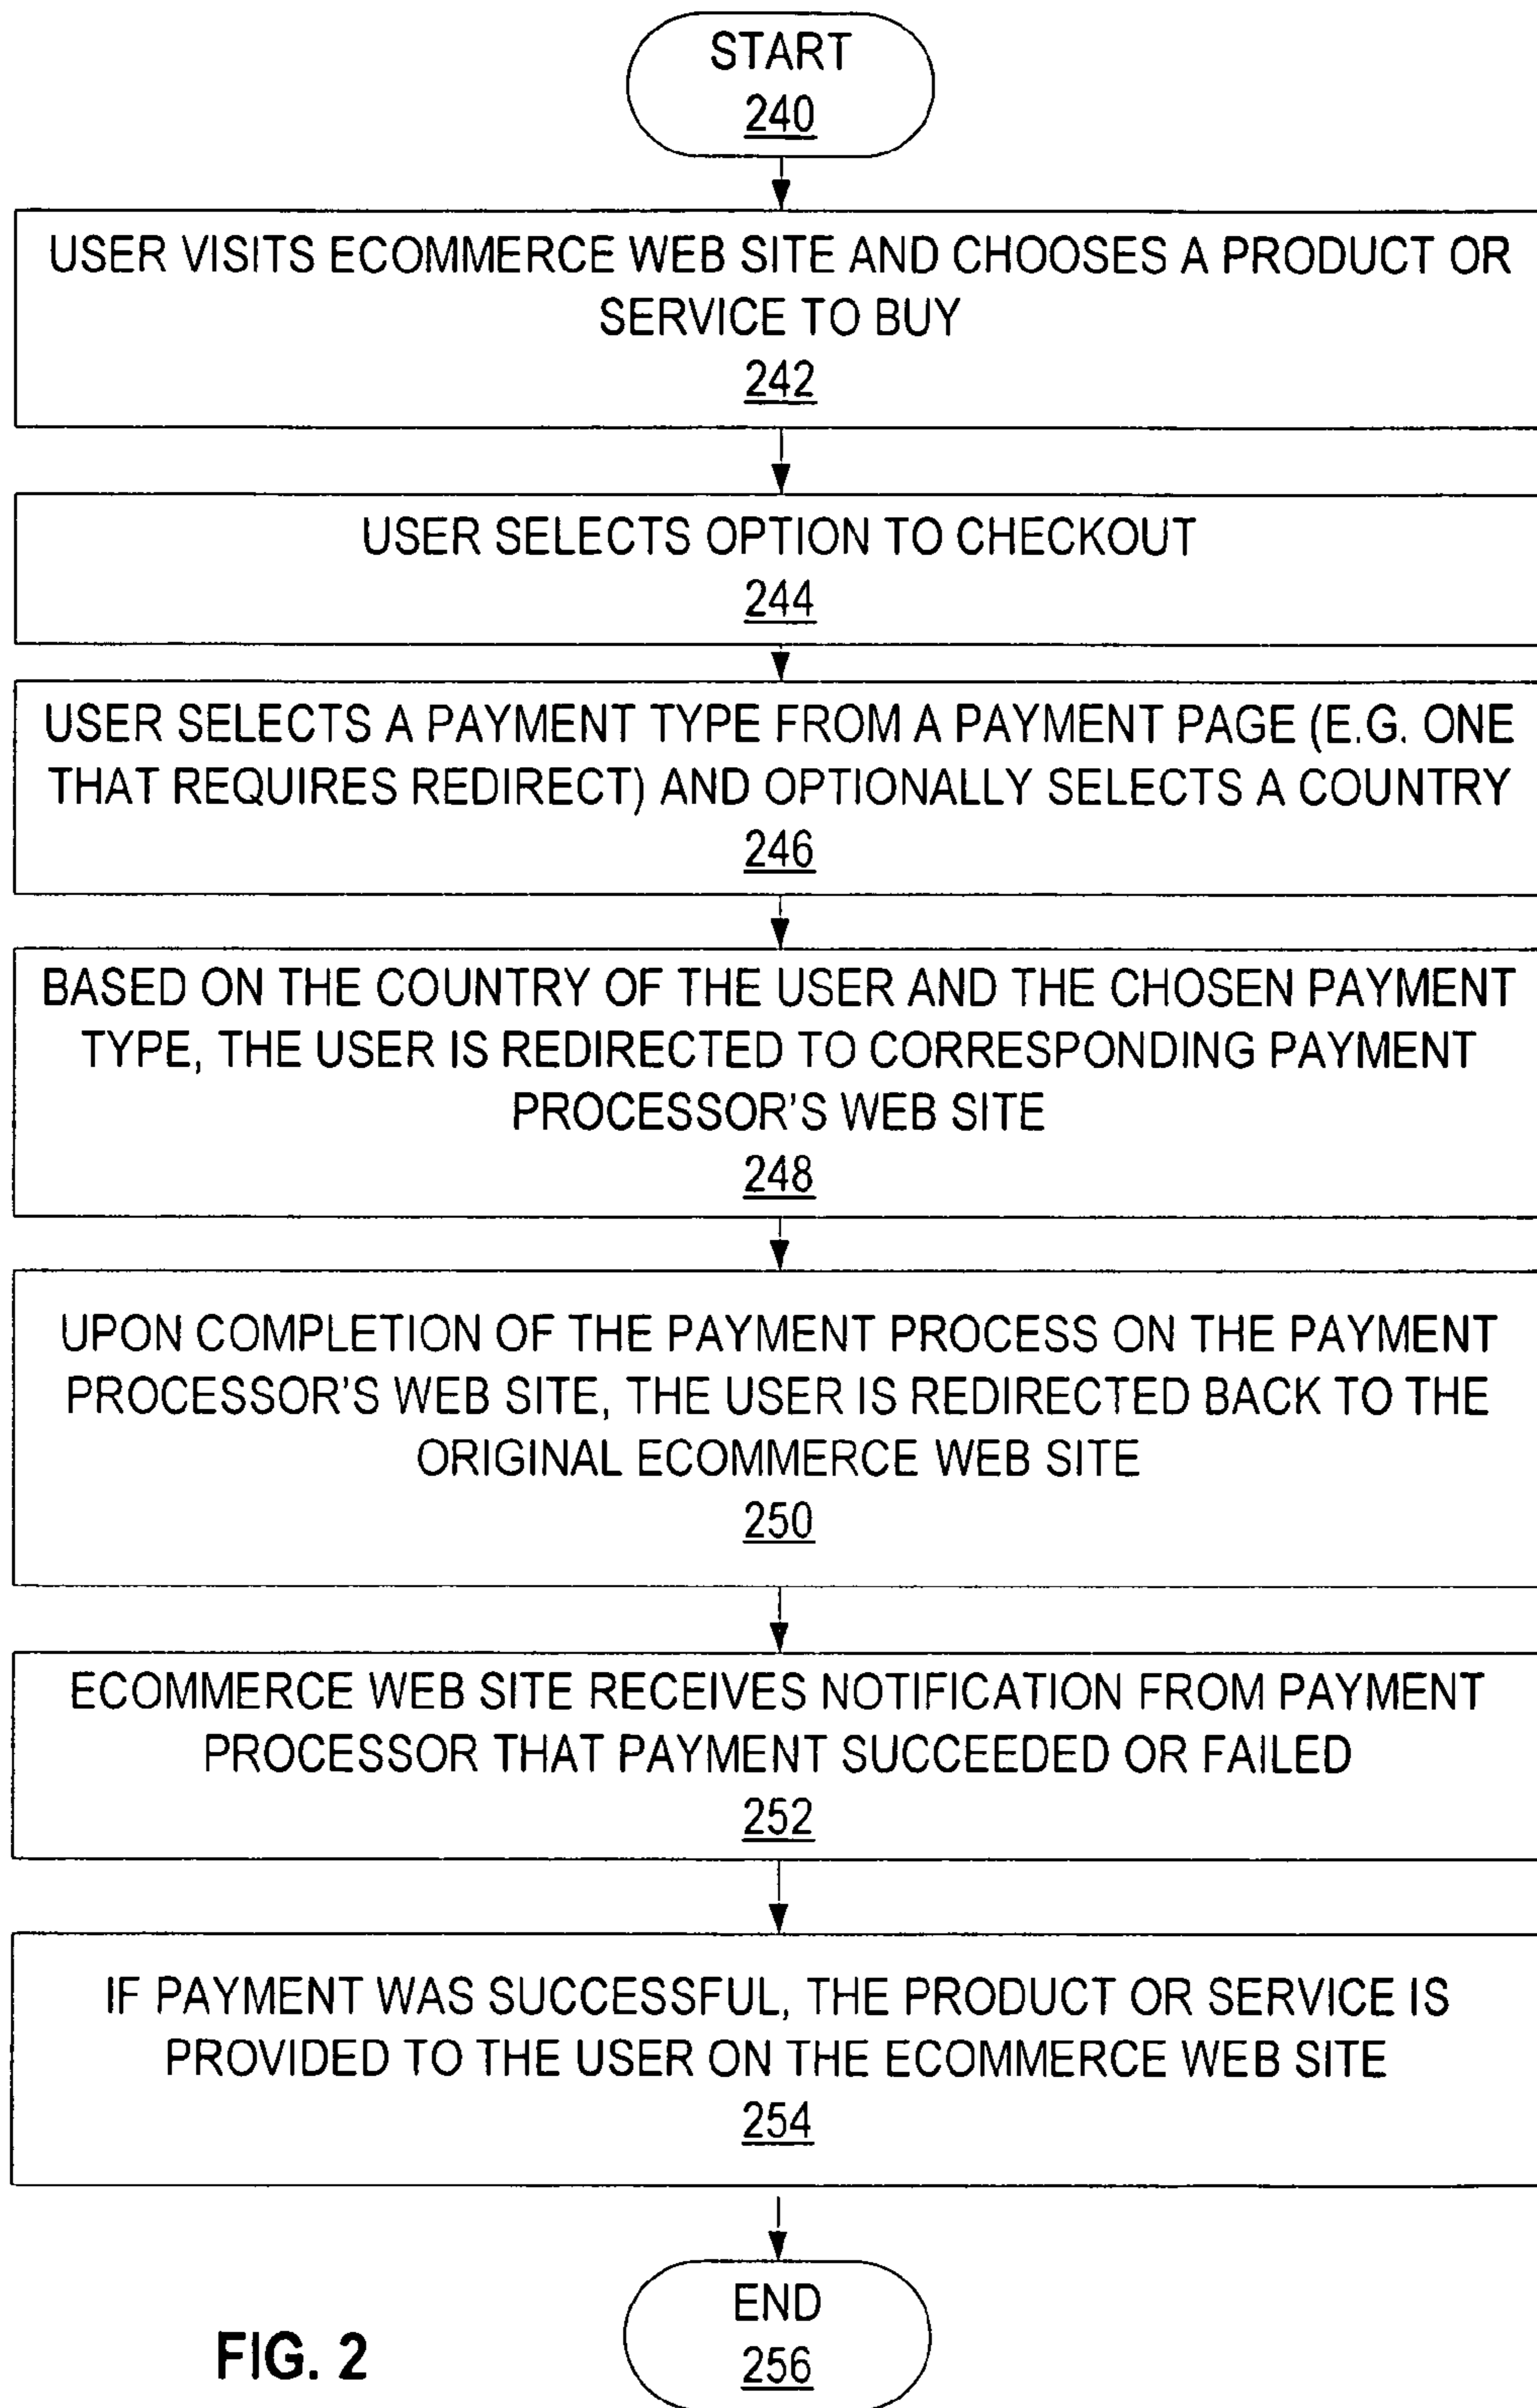 START
240
USER VISITS ECOMMERCE WEB SITE AND CHOOSES A PRODUCT OR
SERVICE TO BUY
242
USER SELECTS OPTION TO CHECKOUT
244
USER SELECTS A PAYMENT TYPE FROM A PAYMENT PAGE (E.G. ONE
THAT REQUIRES REDIRECT) AND OPTIONALLY SELECTS A COUNTRY
246
BASED ON THE COUNTRY OF THE USER AND THE CHOSEN PAYMENT
TYPE, THE USER IS REDIRECTED TO CORRESPONDING PAYMENT
PROCESSOR'S WEB SITE
248
UPON COMPLETION OF THE PAYMENT PROCESS ON THE PAYMENT
PROCESSOR'S WEB SITE, THE USER IS REDIRECTED BACK TO THE
ORIGINAL ECOMMERCE WEB SITE
250
ECOMMERCE WEB SITE RECEIVES NOTIFICATION FROM PAYMENT
PROCESSOR THAT PAYMENT SUCCEEDED OR FAILED
252
IF PAYMENT WAS SUCCESSFUL, THE PRODUCT OR SERVICE IS
PROVIDED TO THE USER ON THE ECOMMERCE WEB SITE
254
END
256
FIG. 2